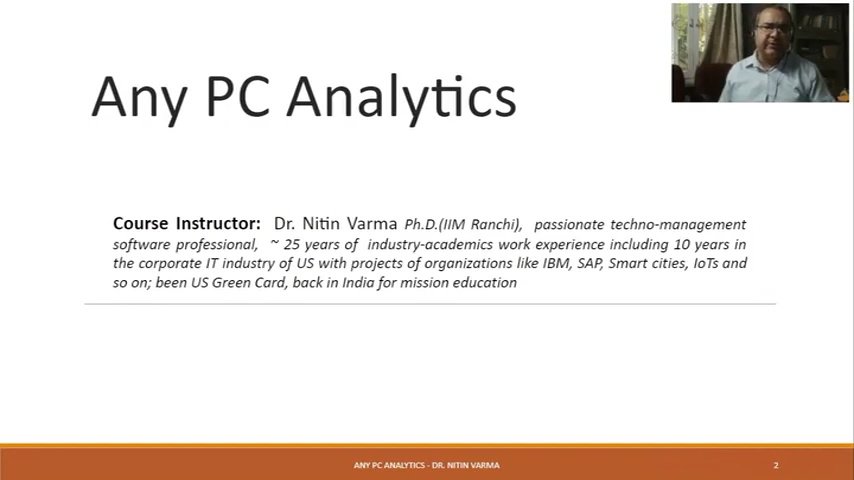 Any PC Analytics
Course Instructor: Dr. Nitin Varma Ph.D.(IIM Ranchi), passionate techno-management
software professional, ~ 25 years of industry-academics work experience including 10 years in
the corporate IT industry of US with projects of organizations like IBM, SAP, Smart cities, IoTs and
so on; been US Green Card, back in India for mission education
ANY PC ANALYTICS - DR. NITIN VARMA
2